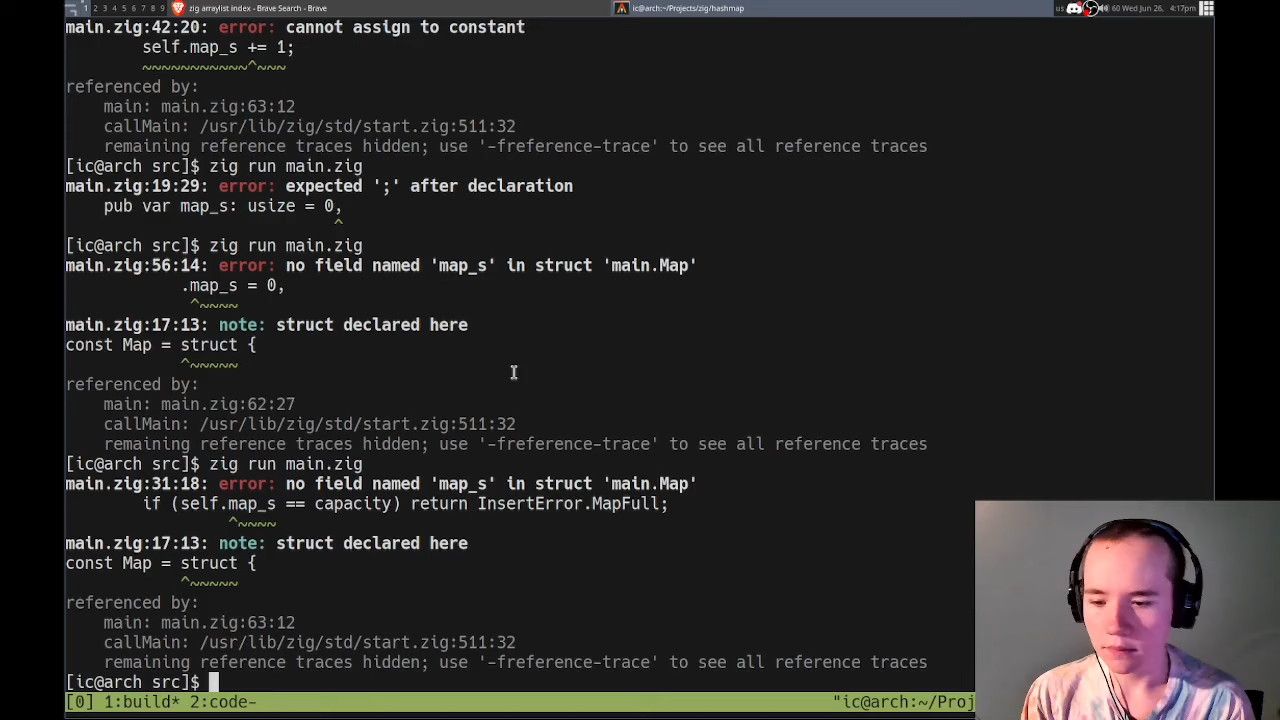 1 2 3 4 5 6 7 8 9 zig arraylist index - Brave Search - Brave ic@arch:~/Projects/zig/hashmap us 60 Wed Jun 26, 4:17pm
main.zig:42:20: error: cannot assign to constant
self.map_s += 1;
~~~~~~~~~~~^~~~
referenced by:
main: main.zig:63:12
callMain: /usr/lib/zig/std/start.zig:511:32
remaining reference traces hidden; use '-freference-trace' to see all reference traces
[ic@arch src]$ zig run main.zig
main.zig:19:29: error: expected ';' after declaration
pub var map_s: usize = 0,
^
[ic@arch src]$ zig run main.zig
main.zig:56:14: error: no field named 'map_s' in struct 'main.Map'
.map_s = 0,
^~~~~
main.zig:17:13: note: struct declared here
const Map = struct {
^~~~~~
referenced by:
main: main.zig:62:27
callMain: /usr/lib/zig/std/start.zig:511:32
remaining reference traces hidden; use '-freference-trace' to see all reference traces
[ic@arch src]$ zig run main.zig
main.zig:31:18: error: no field named 'map_s' in struct 'main.Map'
if (self.map_s == capacity) return InsertError.MapFull;
^~~~~
main.zig:17:13: note: struct declared here
const Map = struct {
^~~~~~
referenced by:
main: main.zig:63:12
callMain: /usr/lib/zig/std/start.zig:511:32
remaining reference traces hidden; use '-freference-trace' to see all reference traces
[ic@arch src]$
[0] 1:build* 2:code- "ic@arch:~/Proj